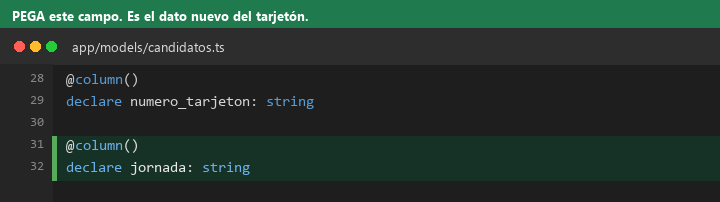 PEGA este campo. Es el dato nuevo del tarjetón.
app/models/candidatos.ts
28 @column()
29 declare numero_tarjeton: string
30
31 @column()
32 declare jornada: string